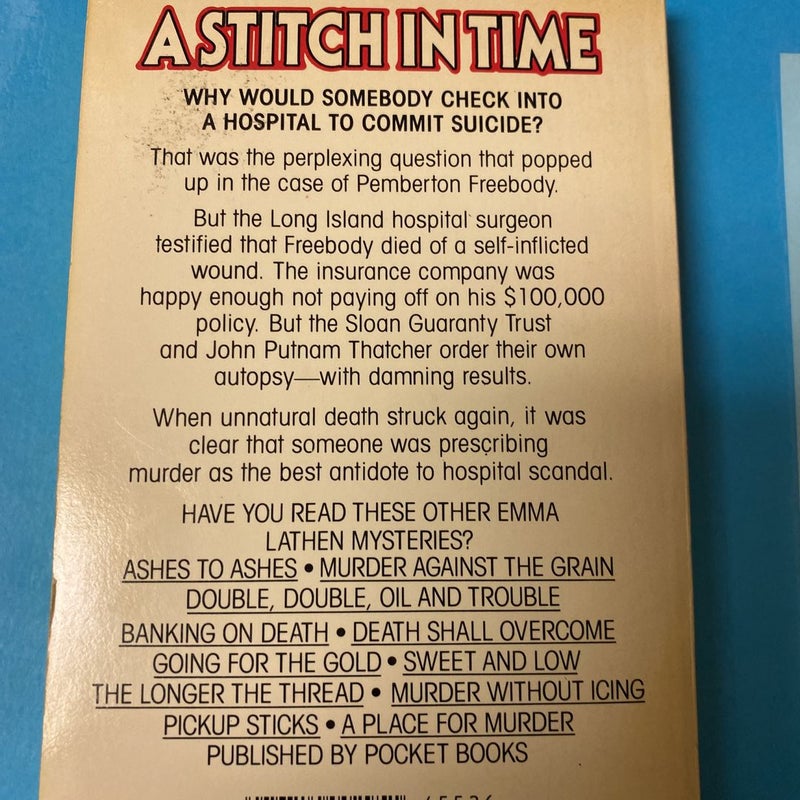 A STITCH IN TIME
WHY WOULD SOMEBODY CHECK INTO
A HOSPITAL TO COMMIT SUICIDE?
That was the perplexing question that popped
up in the case of Pemberton Freebody.
But the Long Island hospital surgeon
testified that Freebody died of a self-inflicted
wound. The insurance company was
happy enough not paying off on his $100,000
policy. But the Sloan Guaranty Trust
and John Putnam Thatcher order their own
autopsy—with damning results.
When unnatural death struck again, it was
clear that someone was prescribing
murder as the best antidote to hospital scandal.
HAVE YOU READ THESE OTHER EMMA
LATHEN MYSTERIES?
ASHES TO ASHES • MURDER AGAINST THE GRAIN
DOUBLE, DOUBLE, OIL AND TROUBLE
BANKING ON DEATH • DEATH SHALL OVERCOME
GOING FOR THE GOLD • SWEET AND LOW
THE LONGER THE THREAD • MURDER WITHOUT ICING
PICKUP STICKS • A PLACE FOR MURDER
PUBLISHED BY POCKET BOOKS